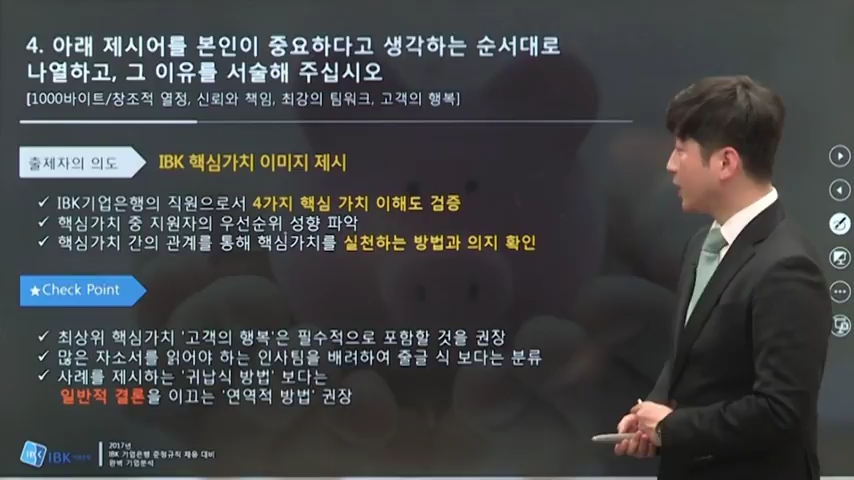 4. 아래 제시어를 본인이 중요하다고 생각하는 순서대로
나열하고, 그 이유를 서술해 주십시오
[1000바이트/창조적 열정, 신뢰와 책임, 최강의 팀워크, 고객의 행복]
출제자의 의도
IBK 핵심가치 이미지 제시
✓ IBK기업은행의 직원으로서 4가지 핵심 가치 이해도 검증
✓ 핵심가치 중 지원자의 우선순위 성향 파악
✓ 핵심가치 간의 관계를 통해 핵심가치를 실천하는 방법과 의지 확인
★Check Point
✓ 최상위 핵심가치 '고객의 행복'은 필수적으로 포함할 것을 권장
✓ 많은 자소서를 읽어야 하는 인사팀을 배려하여 줄글 식 보다는 분류
✓ 사례를 제시하는 '귀납식 방법' 보다는
일반적 결론을 이끄는 '연역적 방법' 권장
IBK
IBK 기업은행
2017년
IBK 기업은행 준정규직 채용 대비
완벽 기업분석